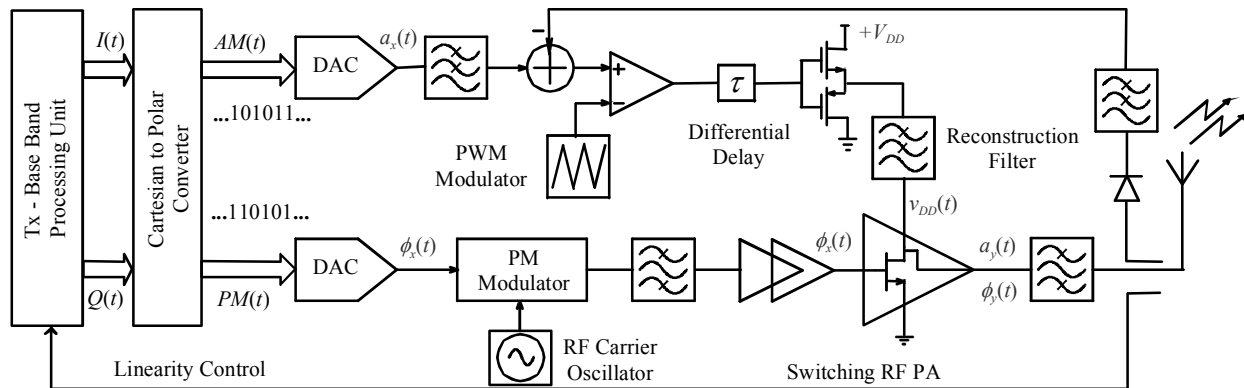 I(t)
AM(t)
DAC
a_x(t)
−
+
+
−
τ
+V_DD
Tx - Base Band
Processing Unit
Cartesian to Polar
Converter
...101011...
PWM
Modulator
Differential
Delay
Reconstruction
Filter
...110101...
v_DD(t)
Q(t)
PM(t)
DAC
ϕ_x(t)
PM
Modulator
ϕ_x(t)
a_y(t)
ϕ_y(t)
RF Carrier
Oscillator
Linearity Control
Switching RF PA